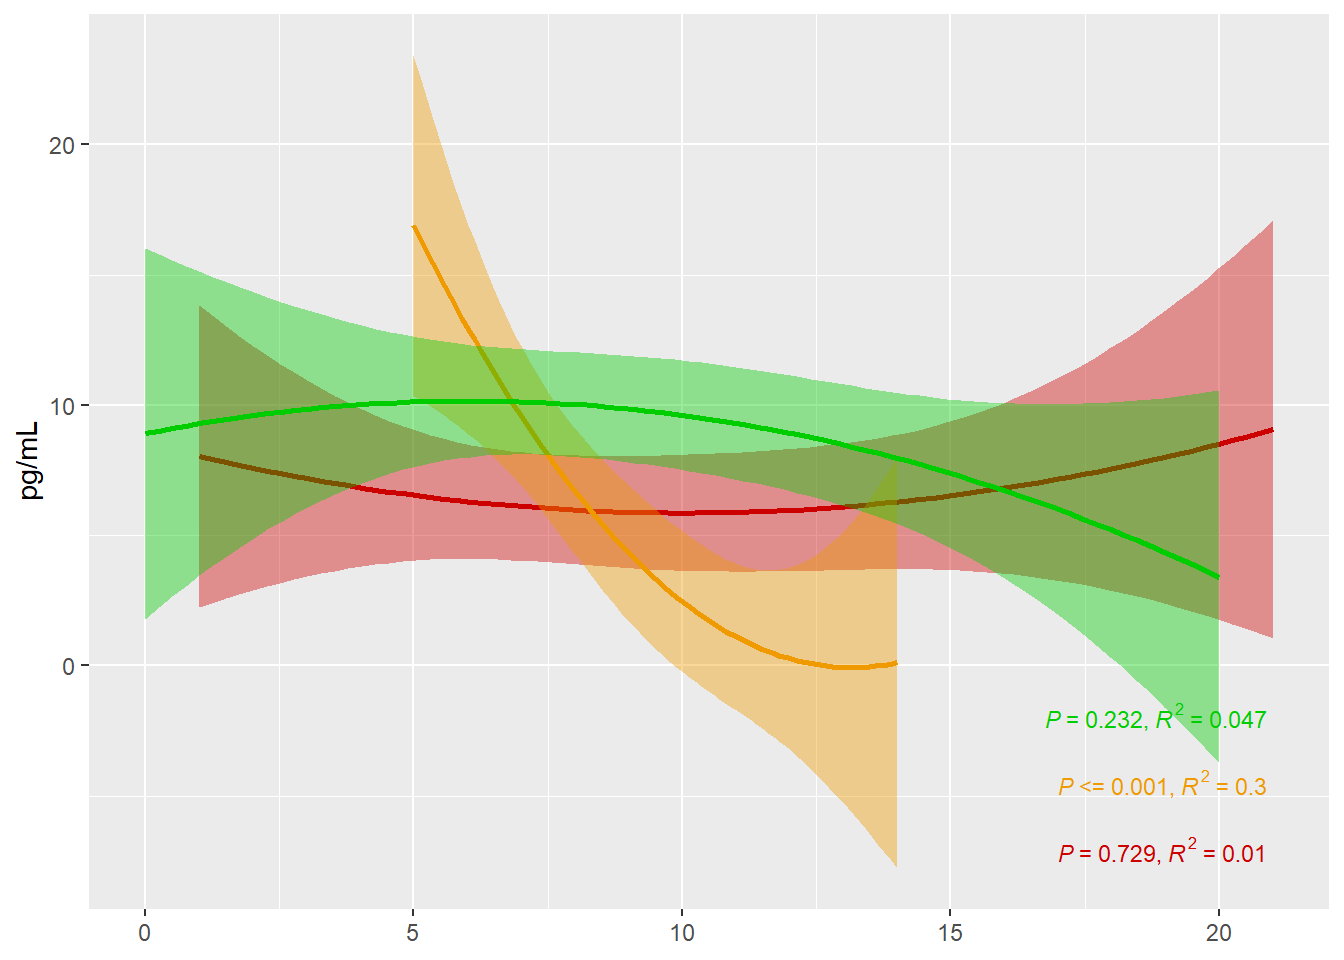 20
10
0
pg/mL
P = 0.232, R² = 0.047
P <= 0.001, R² = 0.3
P = 0.729, R² = 0.01
0 5 10 15 20